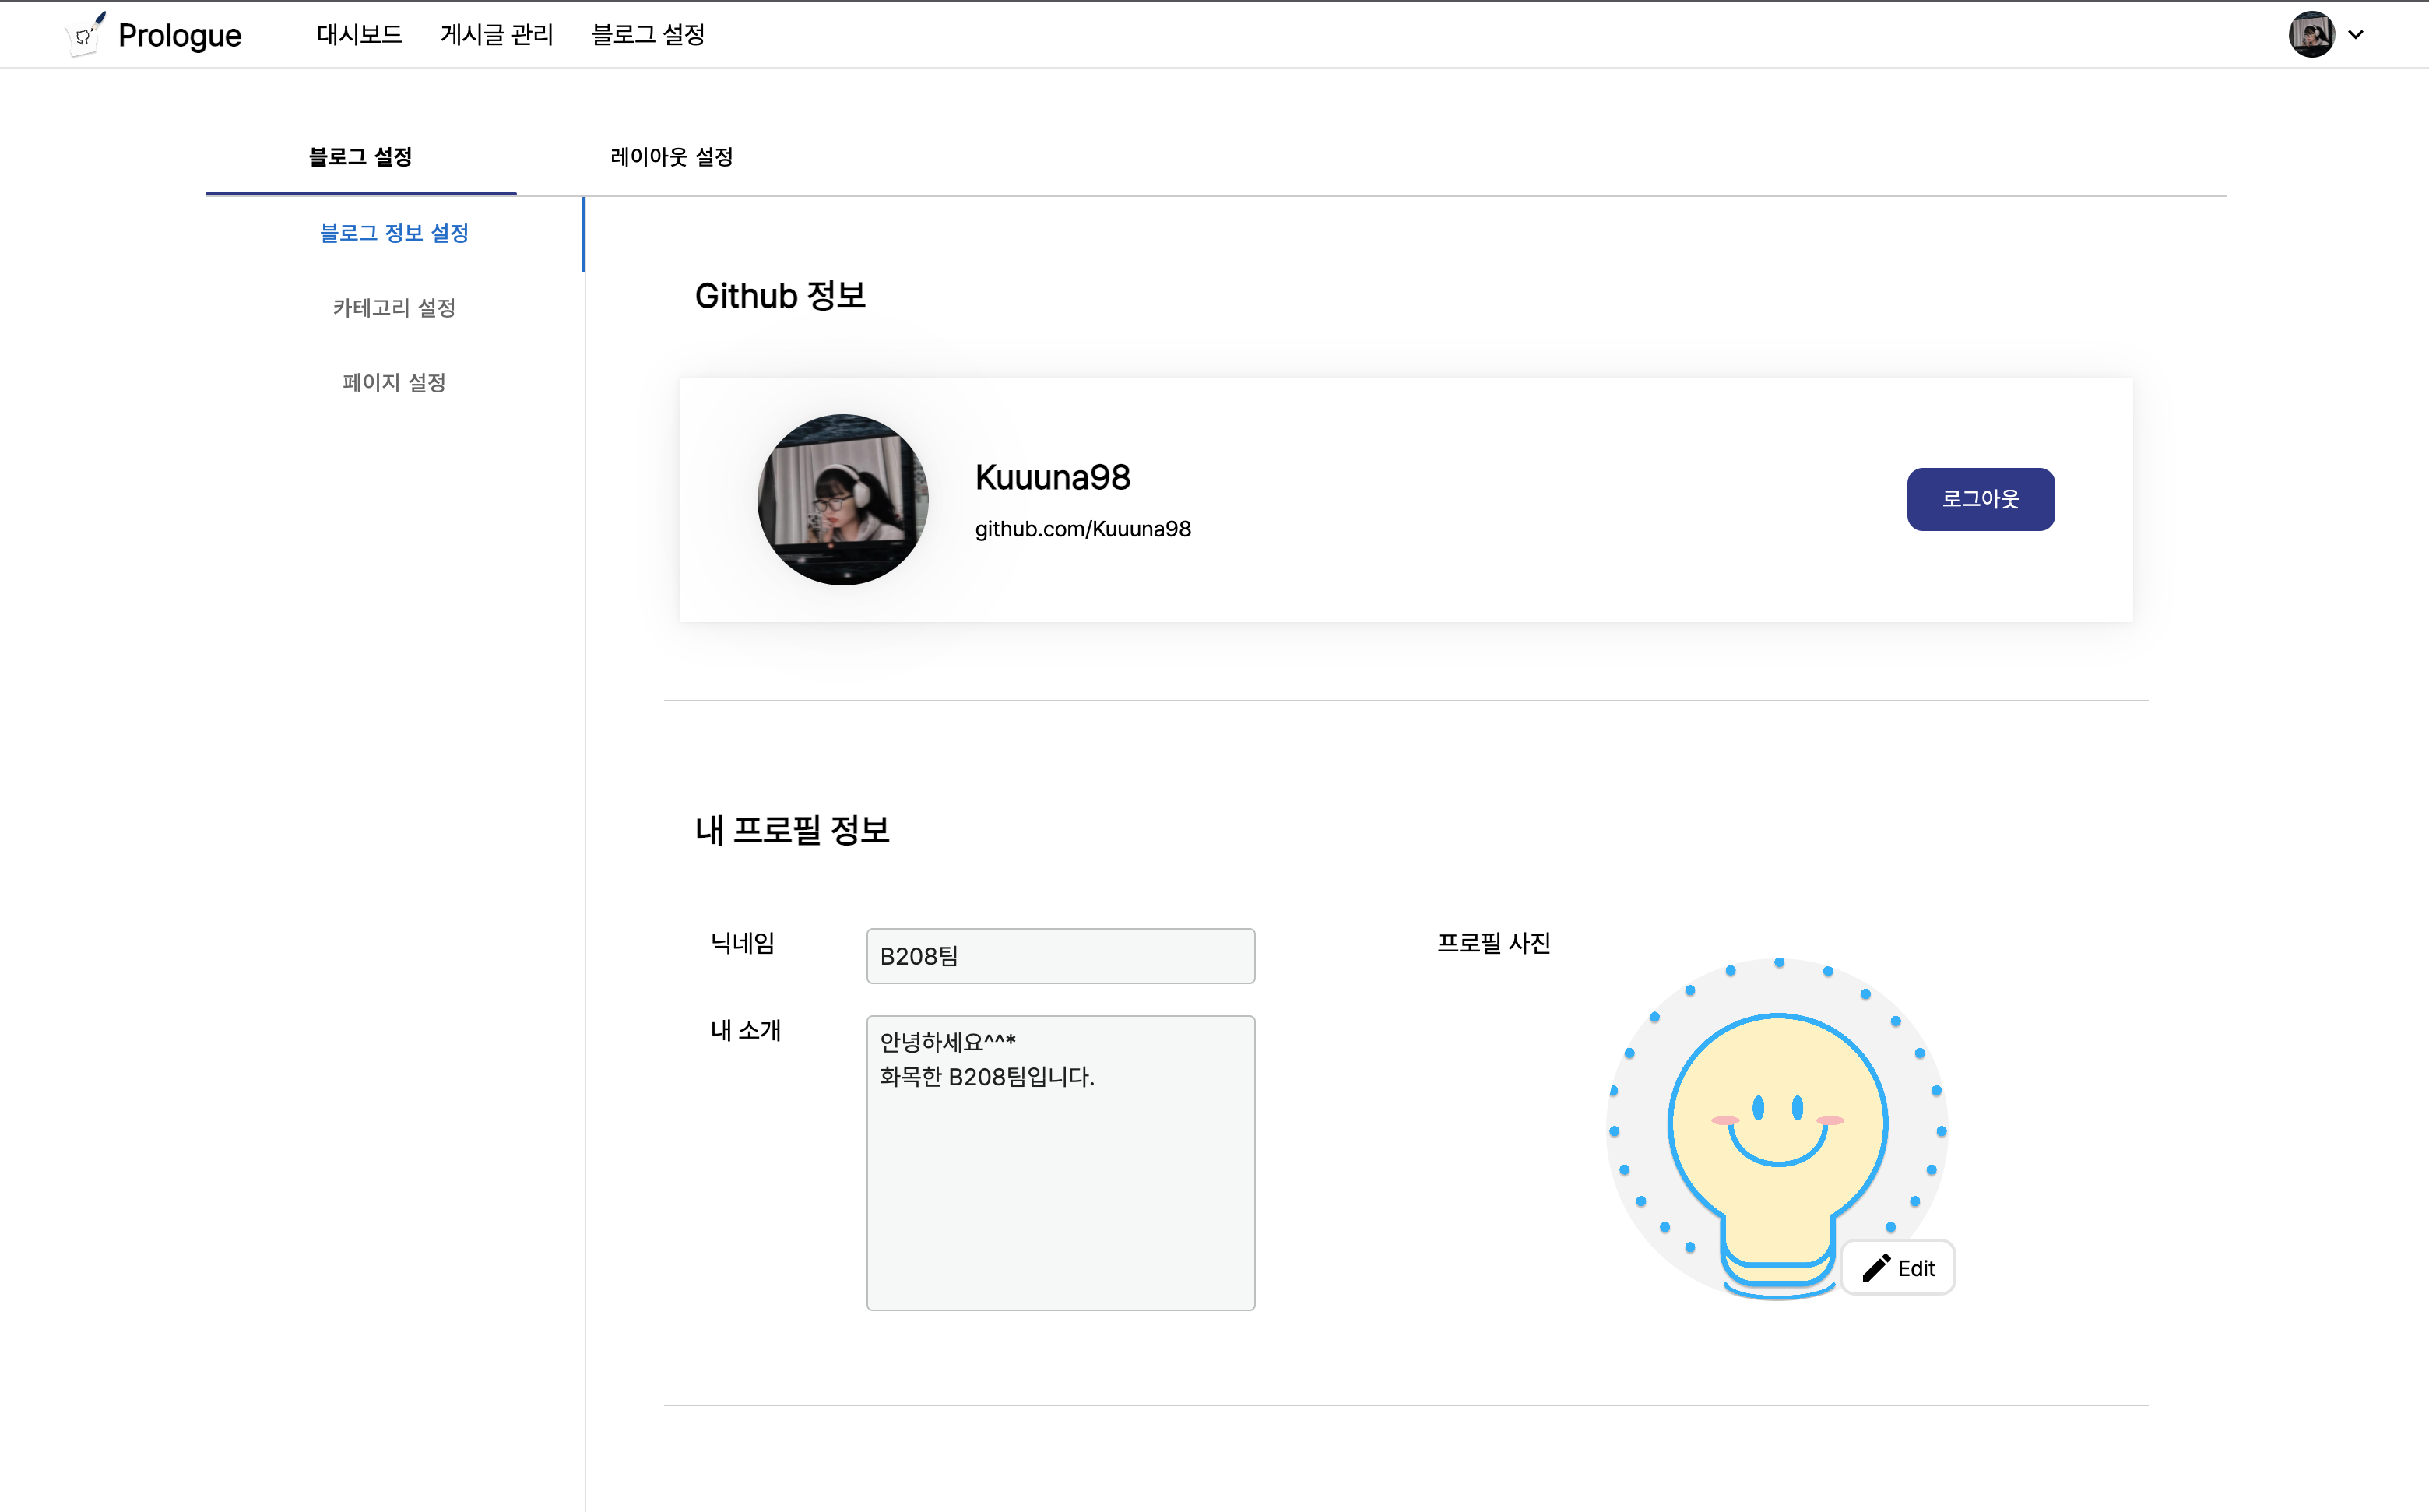 Prologue
대시보드
게시글 관리
블로그 설정
블로그 설정
레이아웃 설정
블로그 정보 설정
카테고리 설정
페이지 설정
Github 정보
Kuuuna98
github.com/Kuuuna98
로그아웃
내 프로필 정보
닉네임
B208팀
내 소개
안녕하세요^^*
화목한 B208팀입니다.
프로필 사진
Edit